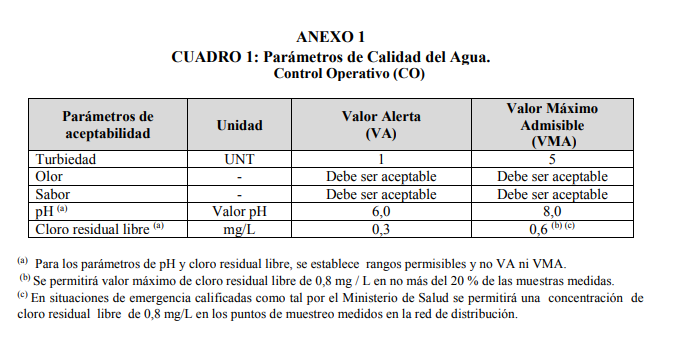 ANEXO 1
CUADRO 1: Parámetros de Calidad del Agua.
Control Operativo (CO)
Parámetros de aceptabilidad | Unidad | Valor Alerta (VA) | Valor Máximo Admisible (VMA)
Turbiedad | UNT | 1 | 5
Olor | - | Debe ser aceptable | Debe ser aceptable
Sabor | - | Debe ser aceptable | Debe ser aceptable
pH (a) | Valor pH | 6,0 | 8,0
Cloro residual libre (a) | mg/L | 0,3 | 0,6 (b) (c)
(a) Para los parámetros de pH y cloro residual libre, se establece rangos permisibles y no VA ni VMA.
(b) Se permitirá valor máximo de cloro residual libre de 0,8 mg / L en no más del 20 % de las muestras medidas.
(c) En situaciones de emergencia calificadas como tal por el Ministerio de Salud se permitirá una concentración de
cloro residual libre de 0,8 mg/L en los puntos de muestreo medidos en la red de distribución.